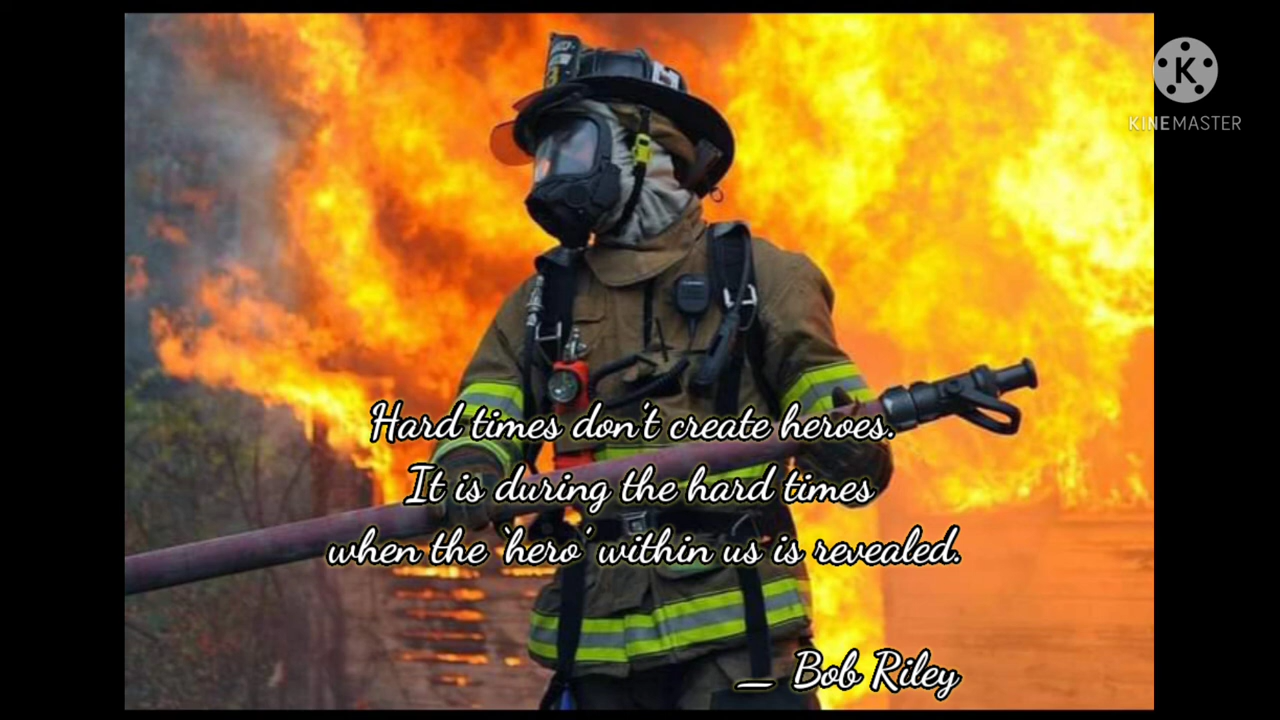 K
KINEMASTER
Hard times don't create heroes.
It is during the hard times
when the `hero´ within us is revealed.
— Bob Riley